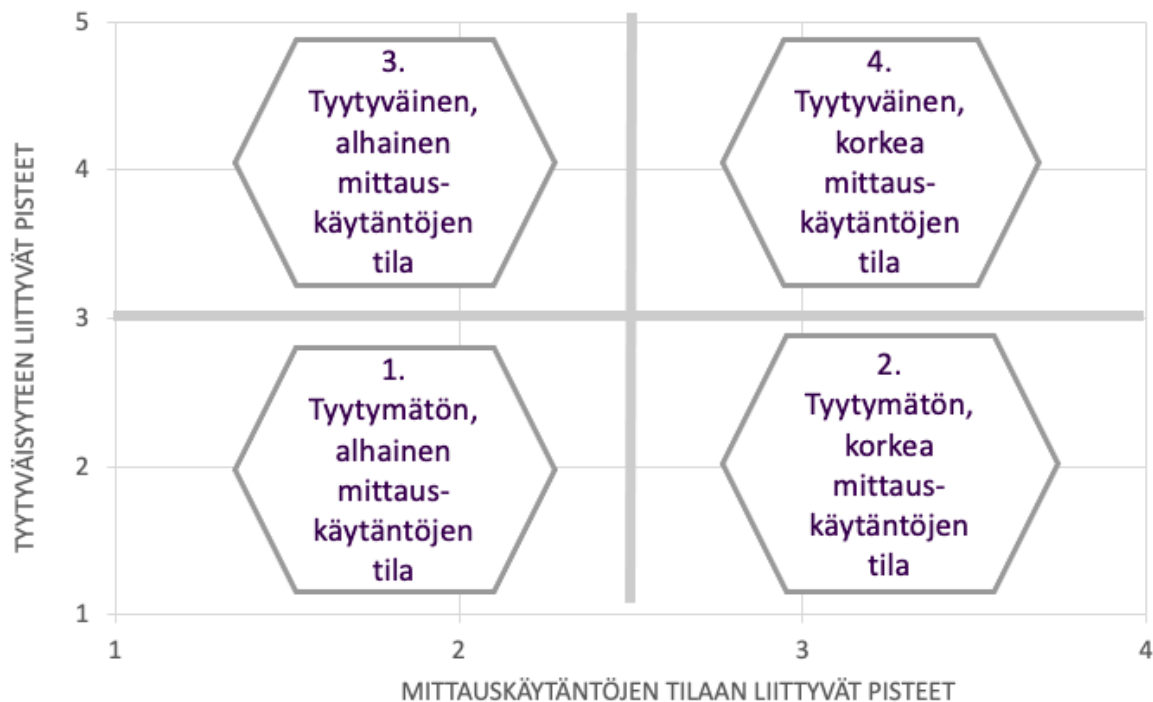 5
3.
Tyytyväinen,
alhainen
mittaus-
käytäntöjen
tila
4.
Tyytyväinen,
korkea
mittaus-
käytäntöjen
tila
4
3
1.
Tyytymätön,
alhainen
mittaus-
käytäntöjen
tila
2.
Tyytymätön,
korkea
mittaus-
käytäntöjen
tila
2
1
TYYTYVÄISYYTEEN LIITTYVÄT PISTEET
1 2 3 4
MITTAUSKÄYTÄNTÖJEN TILAAN LIITTYVÄT PISTEET